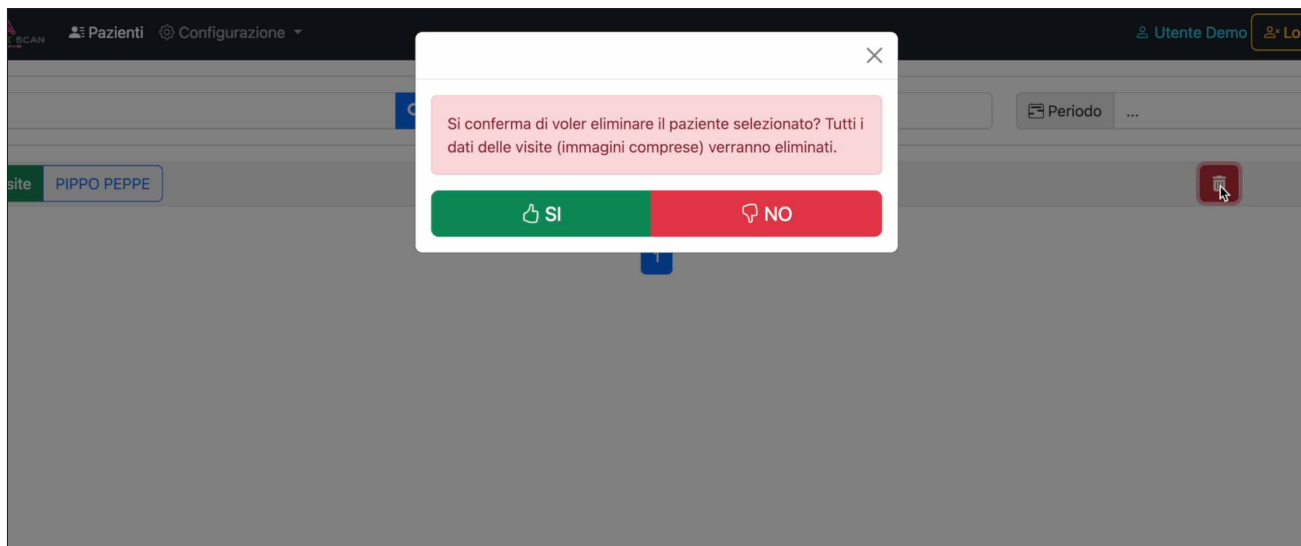 SCAN
Pazienti Configurazione Utente Demo Lo
Periodo ...
Si conferma di voler eliminare il paziente selezionato? Tutti i
dati delle visite (immagini comprese) verranno eliminati.
site PIPPO PEPPE
SI NO
1